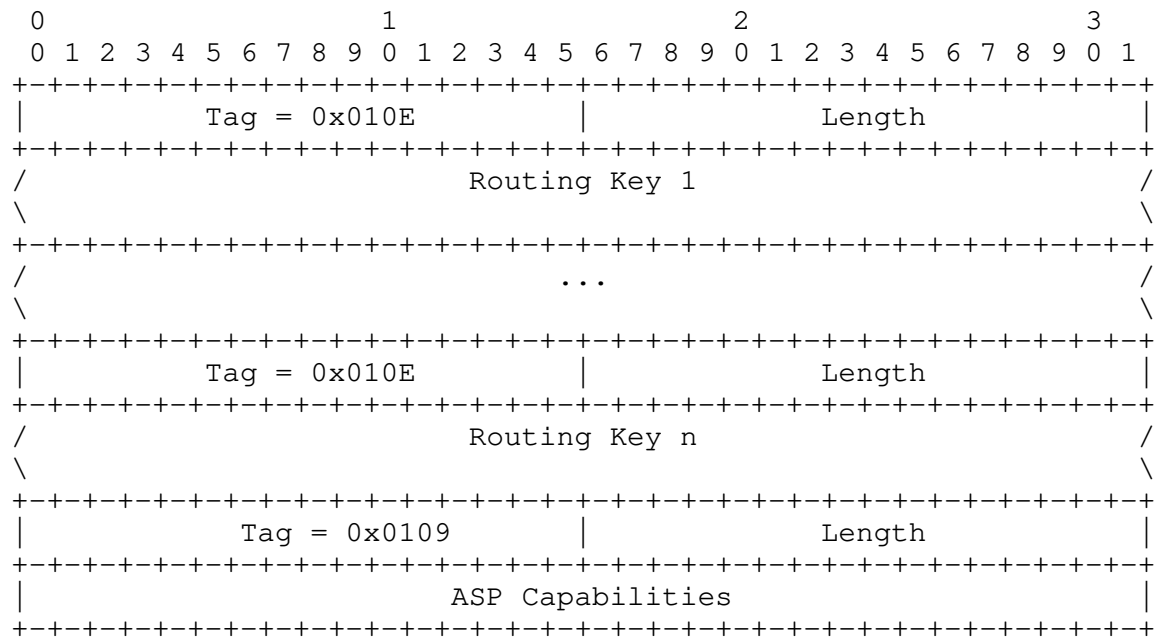 0                   1                   2                   3
 0 1 2 3 4 5 6 7 8 9 0 1 2 3 4 5 6 7 8 9 0 1 2 3 4 5 6 7 8 9 0 1
+-+-+-+-+-+-+-+-+-+-+-+-+-+-+-+-+-+-+-+-+-+-+-+-+-+-+-+-+-+-+-+-+
|          Tag = 0x010E         |             Length            |
+-+-+-+-+-+-+-+-+-+-+-+-+-+-+-+-+-+-+-+-+-+-+-+-+-+-+-+-+-+-+-+-+
/                         Routing Key 1                         /
\                                                               \
+-+-+-+-+-+-+-+-+-+-+-+-+-+-+-+-+-+-+-+-+-+-+-+-+-+-+-+-+-+-+-+-+
/                              ...                              /
\                                                               \
+-+-+-+-+-+-+-+-+-+-+-+-+-+-+-+-+-+-+-+-+-+-+-+-+-+-+-+-+-+-+-+-+
|          Tag = 0x010E         |             Length            |
+-+-+-+-+-+-+-+-+-+-+-+-+-+-+-+-+-+-+-+-+-+-+-+-+-+-+-+-+-+-+-+-+
/                         Routing Key n                         /
\                                                               \
+-+-+-+-+-+-+-+-+-+-+-+-+-+-+-+-+-+-+-+-+-+-+-+-+-+-+-+-+-+-+-+-+
|            Tag = 0x0109       |             Length            |
+-+-+-+-+-+-+-+-+-+-+-+-+-+-+-+-+-+-+-+-+-+-+-+-+-+-+-+-+-+-+-+-+
|                        ASP Capabilities                       |
+-+-+-+-+-+-+-+-+-+-+-+-+-+-+-+-+-+-+-+-+-+-+-+-+-+-+-+-+-+-+-+-+